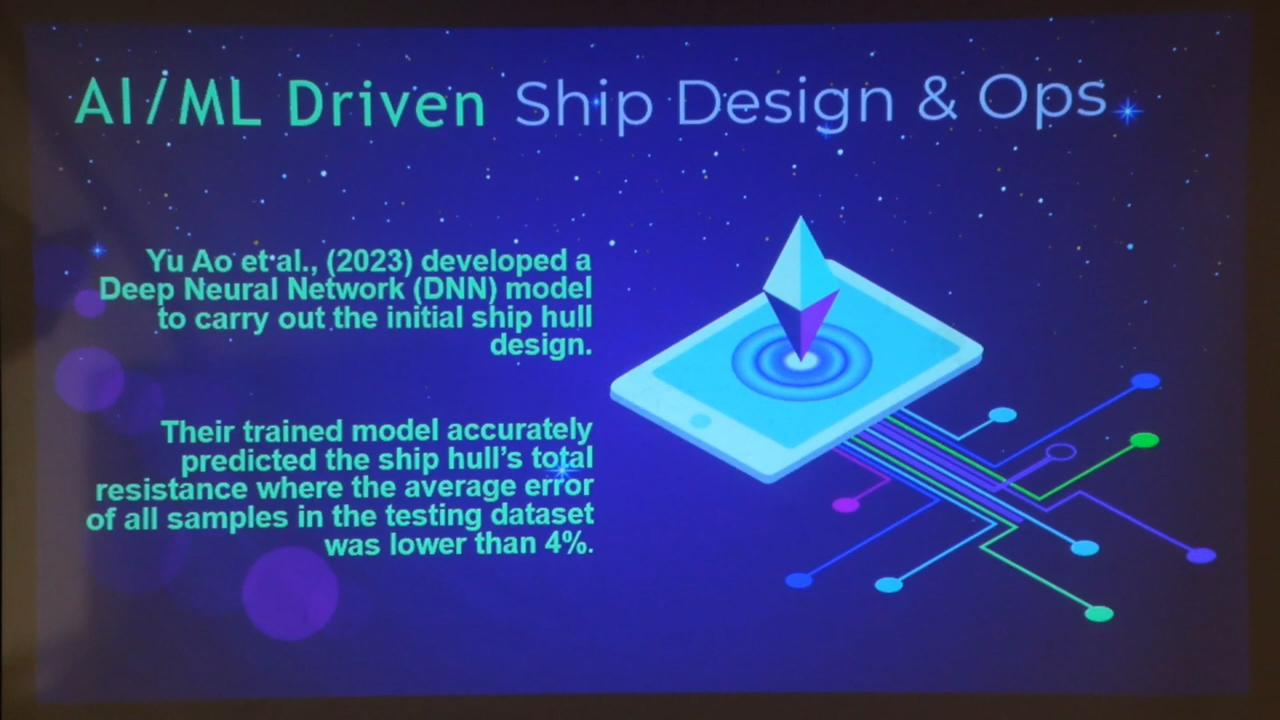 AI/ML Driven Ship Design & Ops
Yu Ao et al., (2023) developed a
Deep Neural Network (DNN) model
to carry out the initial ship hull
design.
Their trained model accurately
predicted the ship hull's total
resistance where the average error
of all samples in the testing dataset
was lower than 4%.